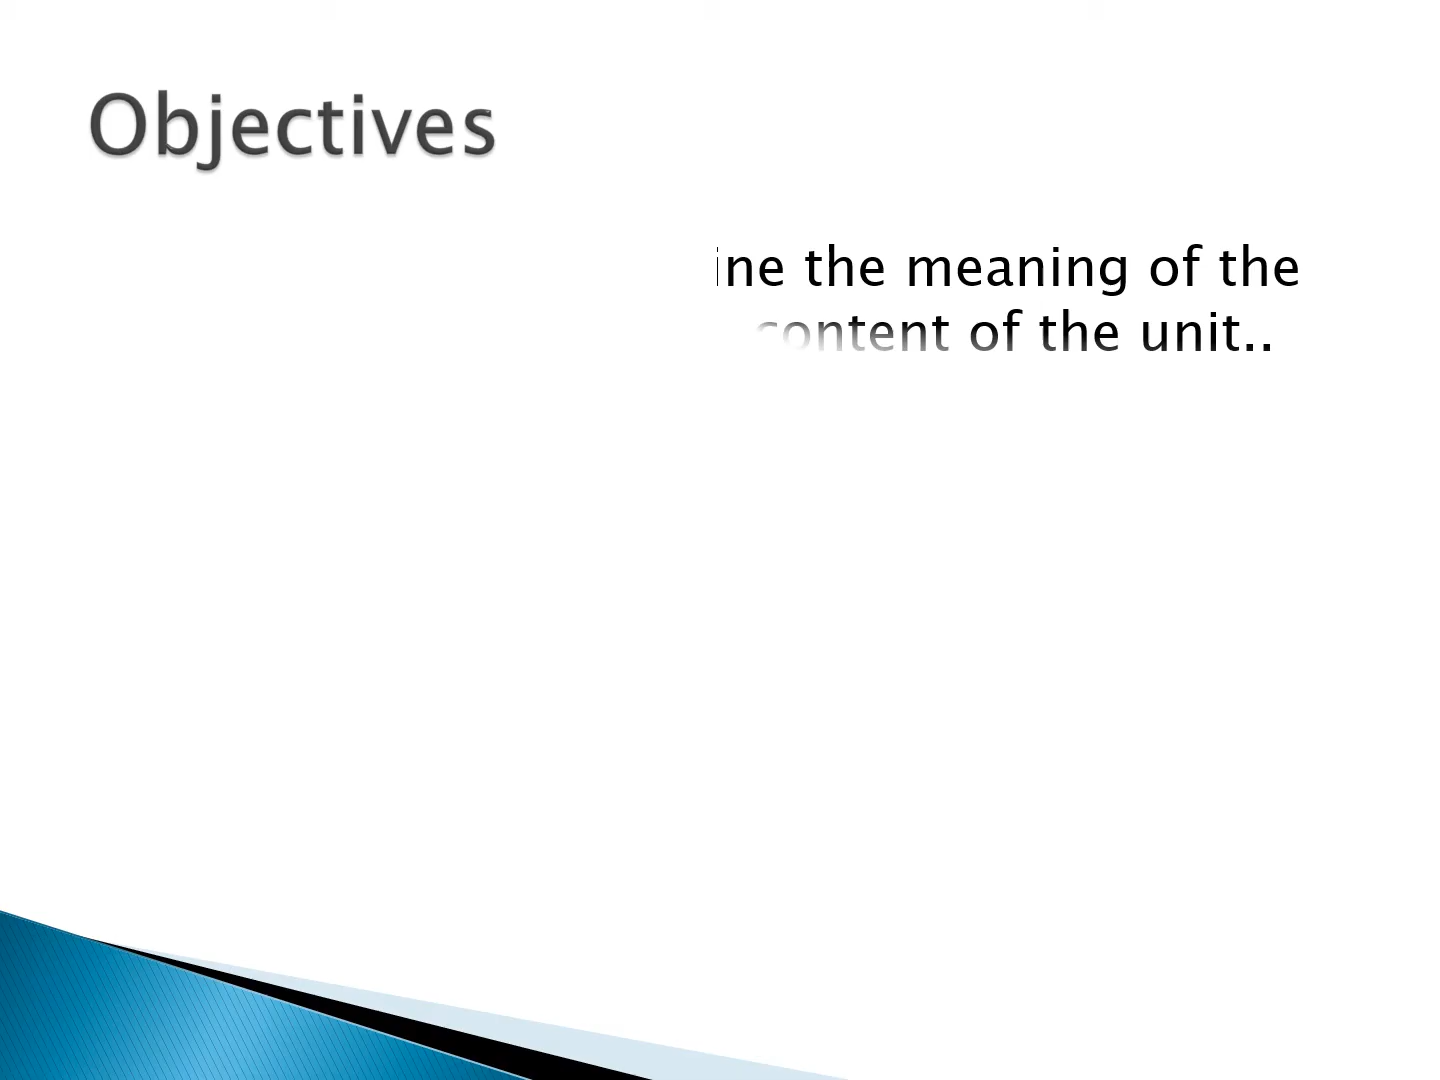 Objectives
ine the meaning of the
content of the unit..